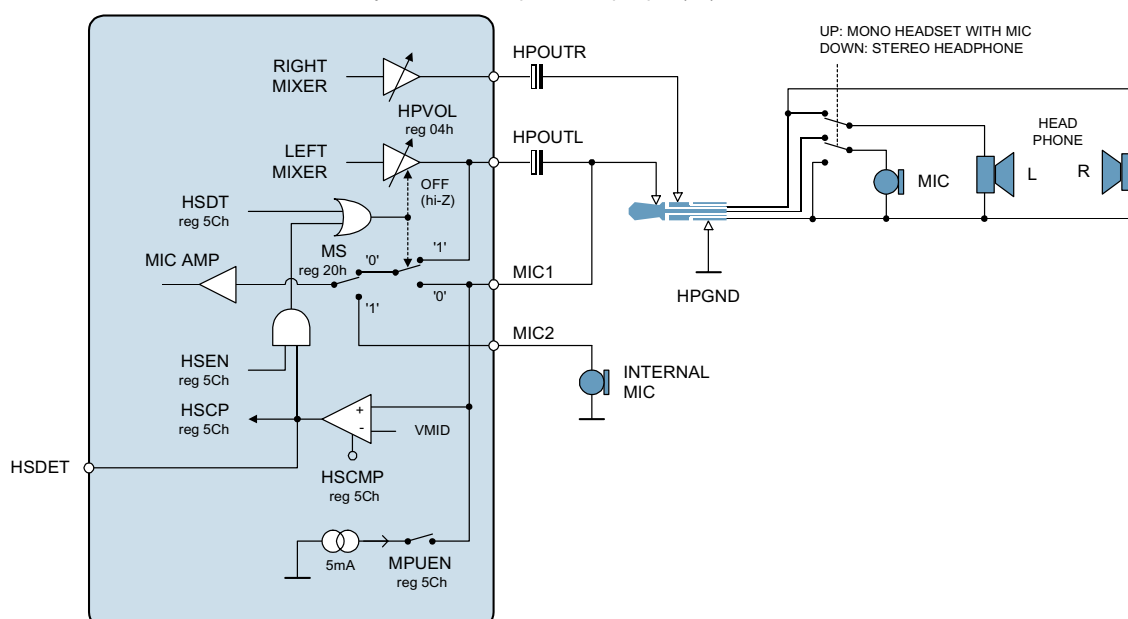 UP: MONO HEADSET WITH MIC
DOWN: STEREO HEADPHONE
HPOUTR
RIGHT
MIXER
HPVOL
reg 04h
HPOUTL
LEFT
MIXER
OFF
(hi-Z)
HEAD
PHONE
MIC
L
R
HSDT
reg 5Ch
MS
reg 20h
'0'
'1'
MIC AMP
'0'
'1'
MIC1
HPGND
MIC2
HSEN
reg 5Ch
INTERNAL
MIC
HSCP
reg 5Ch
+
-
VMID
HSDET
HSCMP
reg 5Ch
5mA
MPUEN
reg 5Ch